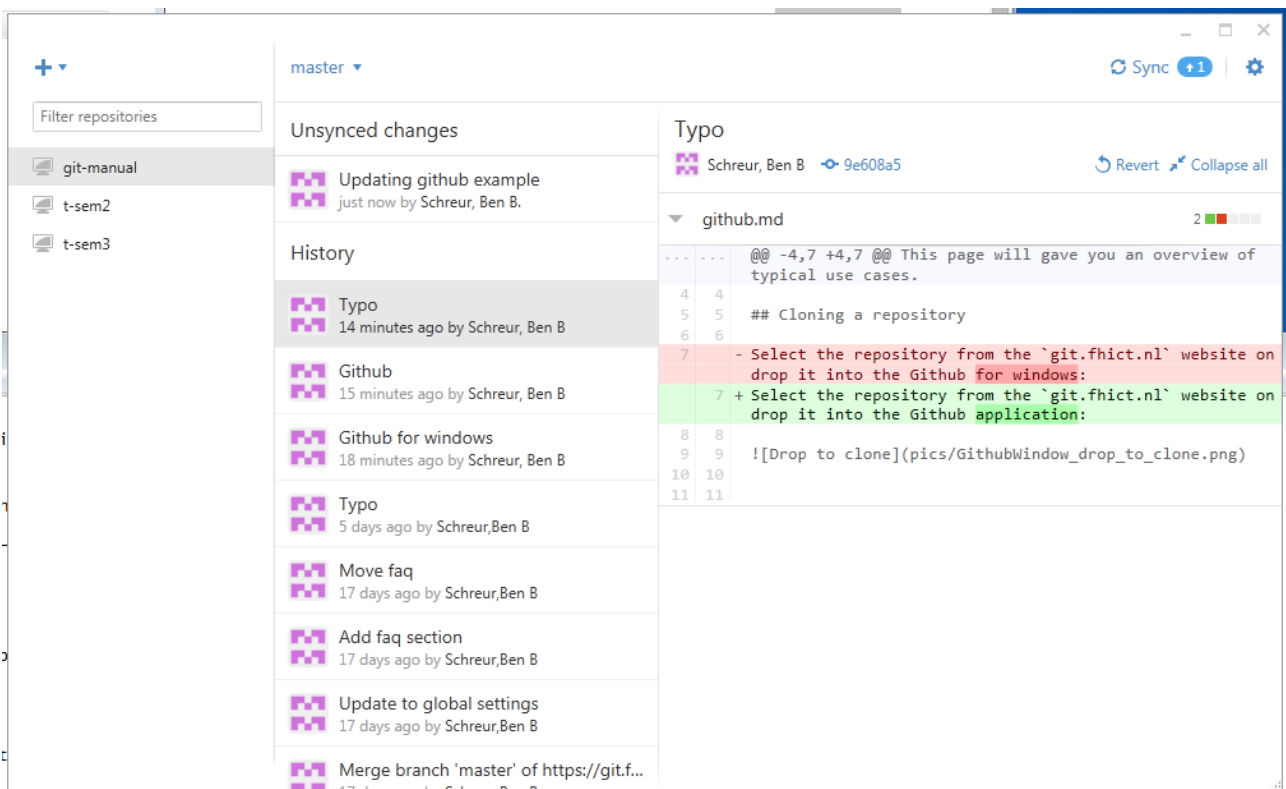 master
Sync 1
Filter repositories
git-manual
t-sem2
t-sem3
Unsynced changes
Updating github example
just now by Schreur, Ben B.
History
Typo
14 minutes ago by Schreur, Ben B
Github
15 minutes ago by Schreur, Ben B
Github for windows
18 minutes ago by Schreur, Ben B
Typo
5 days ago by Schreur,Ben B
Move faq
17 days ago by Schreur,Ben B
Add faq section
17 days ago by Schreur,Ben B
Update to global settings
17 days ago by Schreur,Ben B
Merge branch 'master' of https://git.f...
Typo
Schreur, Ben B 9e608a5 Revert Collapse all
github.md 2
... ... @@ -4,7 +4,7 @@ This page will gave you an overview of
typical use cases.
4 4
5 5 ## Cloning a repository
6 6
7 - Select the repository from the `git.fhict.nl` website on
drop it into the Github for windows:
7 + Select the repository from the `git.fhict.nl` website on
drop it into the Github application:
8 8
9 9 ![Drop to clone](pics/GithubWindow_drop_to_clone.png)
10 10
11 11